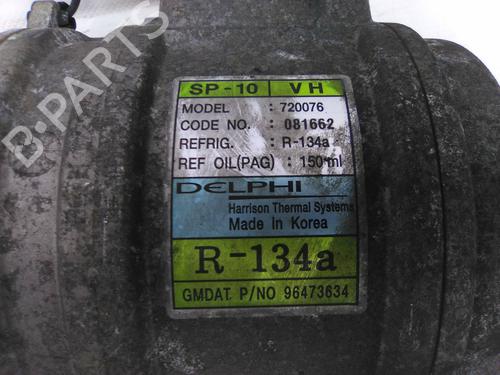 B-PARTS
SP-10 VH
MODEL : 720076
CODE NO. : 081662
REFRIG. : R-134a
REF OIL(PAG) : 150 ml
DELPHI
Harrison Thermal Systems
Made In Korea
R-134a
GMDAT. P/NO 96473634